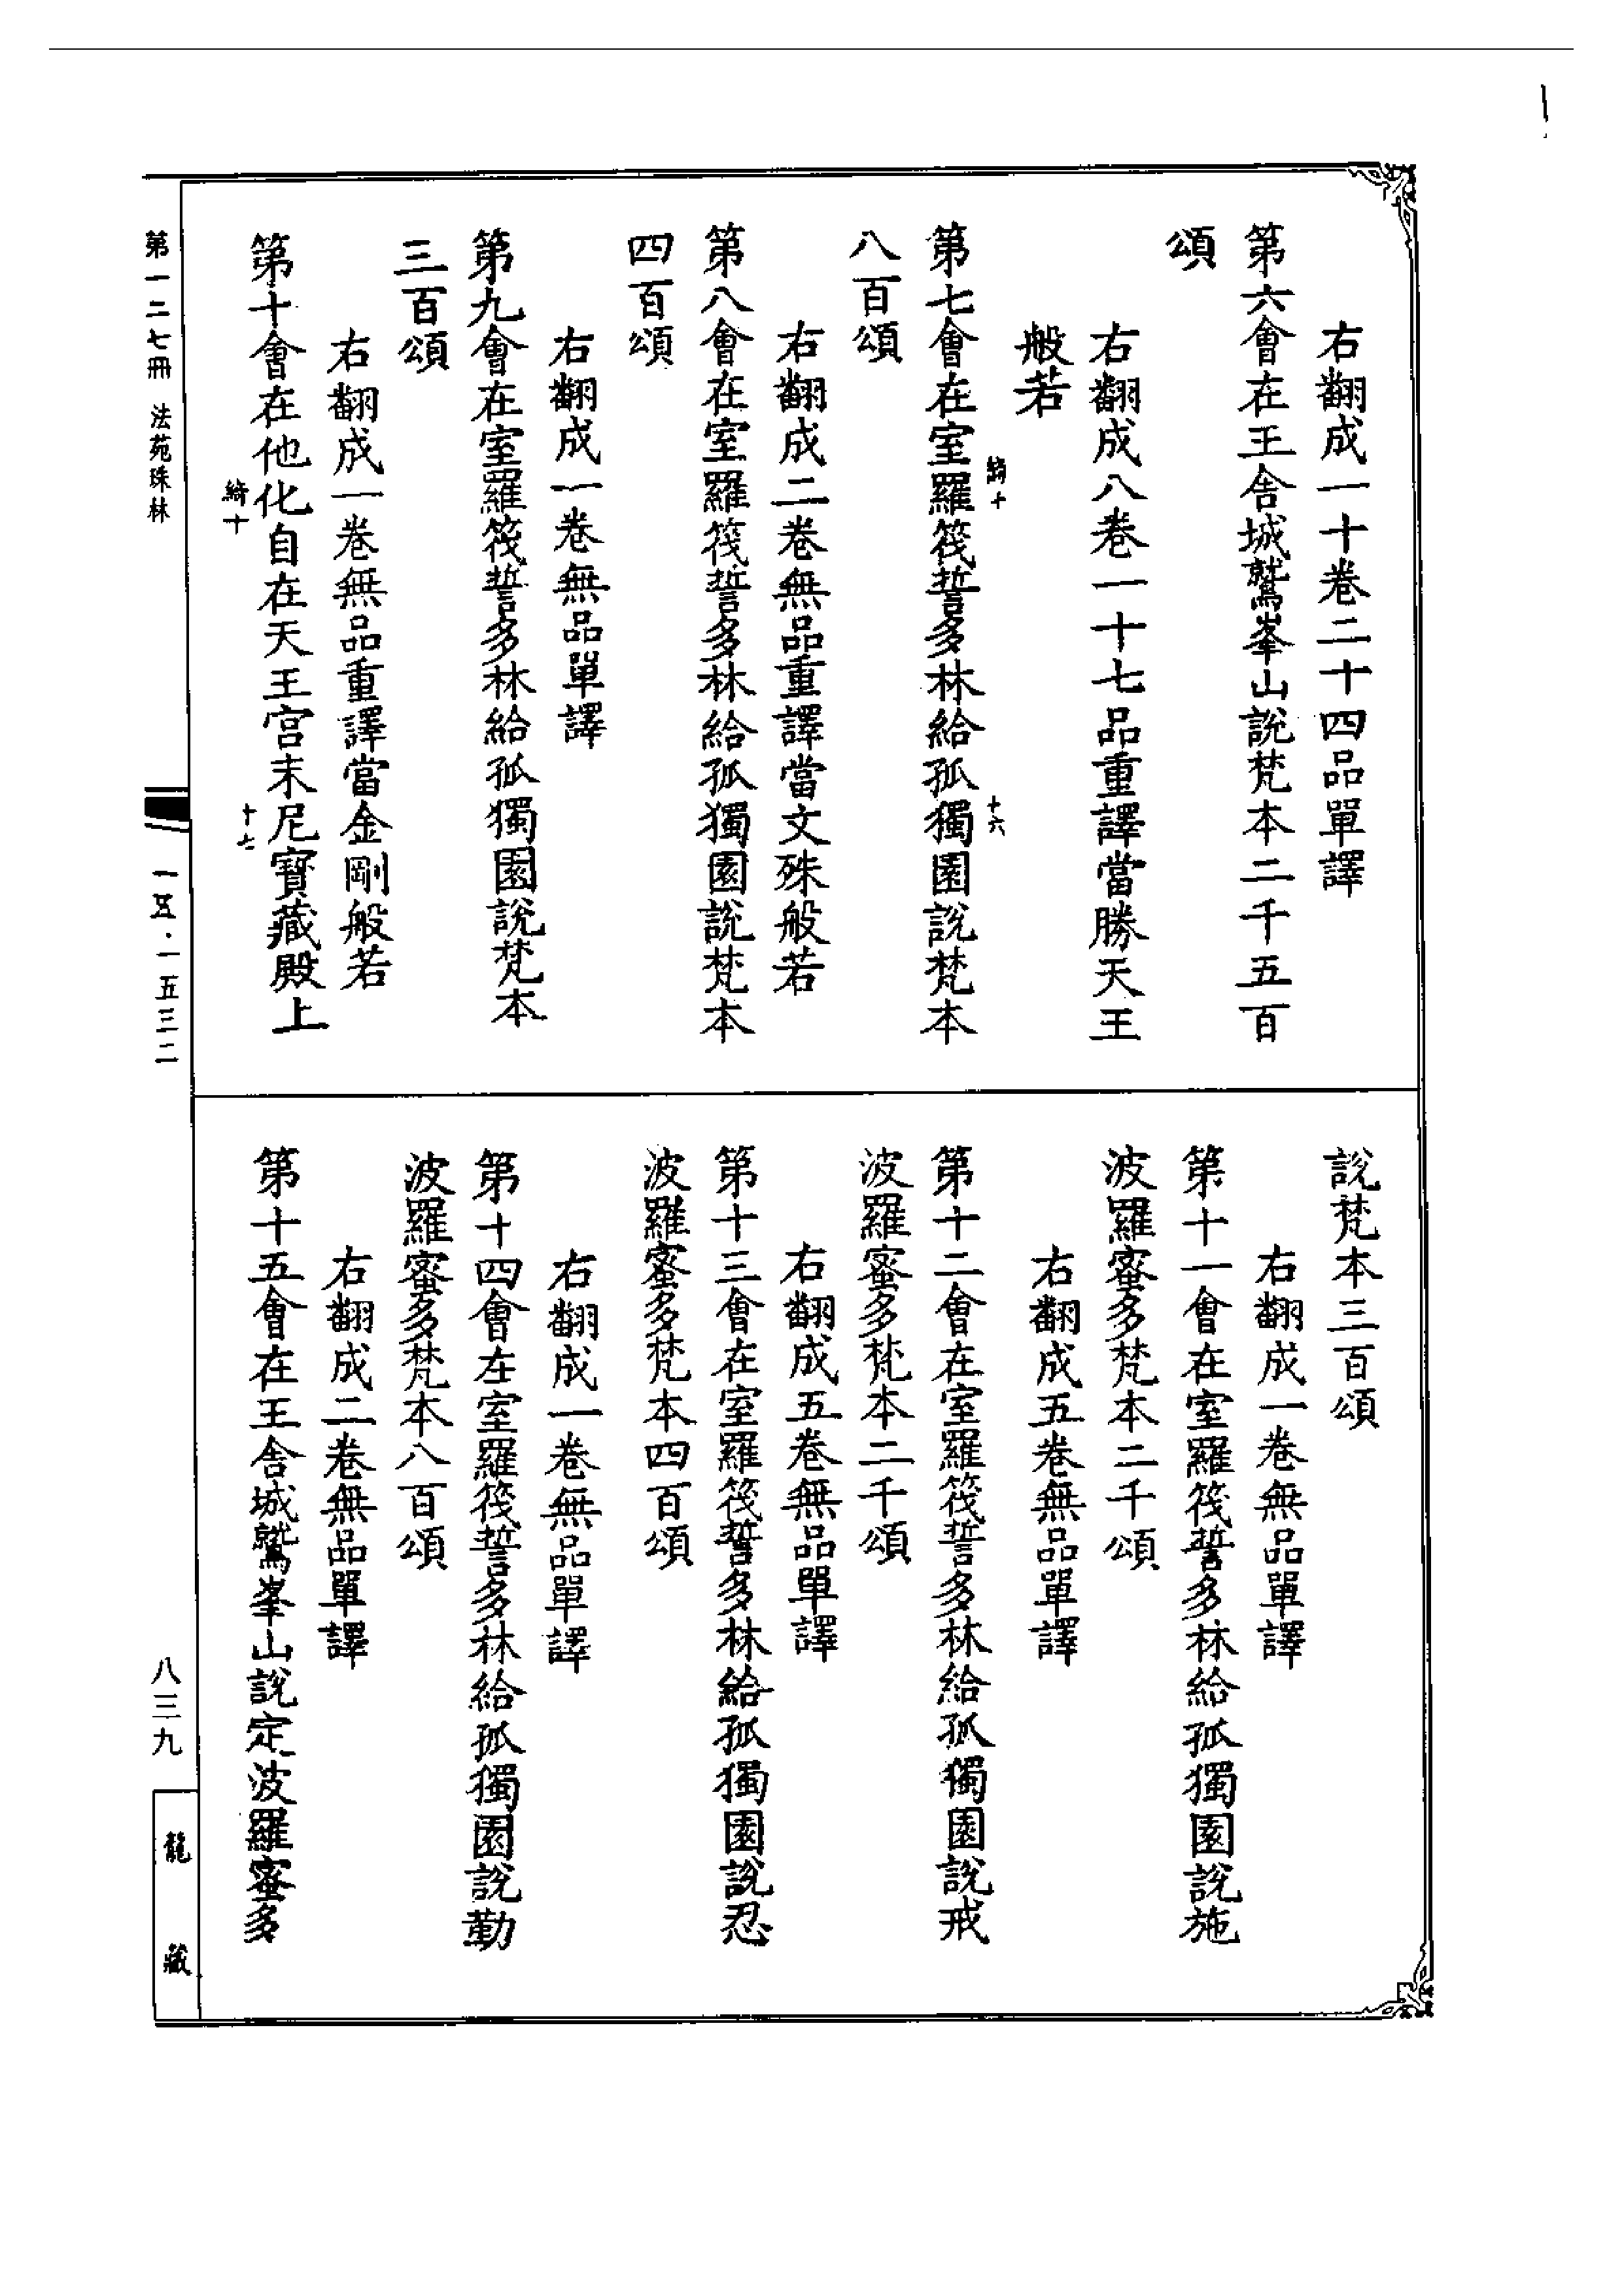 右翻成一十卷二十四品單譯
第六會在王舍城鷲峯山說梵本二千五百
頌
右翻成八卷一十七品重譯當勝天王
般若
綺十
十六
第七會在室羅筏誓多林給孤獨園說梵本
八百頌
右翻成二卷無品重譯當文殊般若
第八會在室羅筏誓多林給孤獨園說梵本
四百頌
右翻成一卷無品單譯
第九會在室羅筏誓多林給孤獨園說梵本
三百頌
右翻成一卷無品重譯當金剛般若
第十會在他化自在天王宮末尼寶藏殿上
綺十
十七
說梵本三百頌
右翻成一卷無品單譯
第十一會在室羅筏誓多林給孤獨園說施
波羅蜜多梵本二千頌
右翻成五卷無品單譯
第十二會在室羅筏誓多林給孤獨園說戒
波羅蜜多梵本二千頌
右翻成五卷無品單譯
第十三會在室羅筏誓多林給孤獨園說忍
波羅蜜多梵本四百頌
右翻成一卷無品單譯
第十四會在室羅筏誓多林給孤獨園說勤
波羅蜜多梵本八百頌
右翻成二卷無品單譯
第十五會在王舍城鷲峯山說定波羅蜜多
第一二七冊 法苑珠林
一五·一五三二
八三九
龍藏